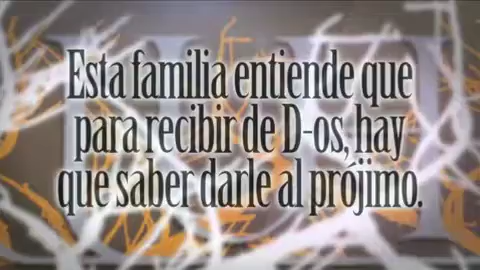 Esta familia entiende que
para recibir de D-os, hay
que saber darle al prójimo.